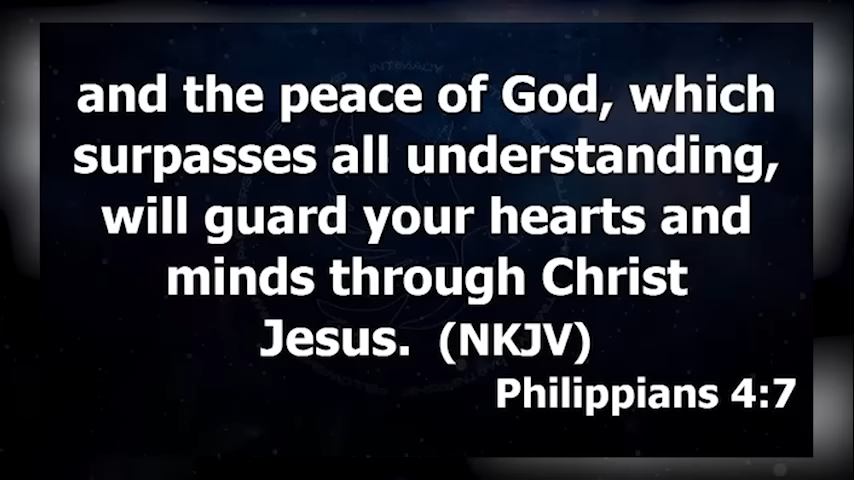 and the peace of God, which
surpasses all understanding,
will guard your hearts and
minds through Christ
Jesus.  (NKJV)
Philippians 4:7